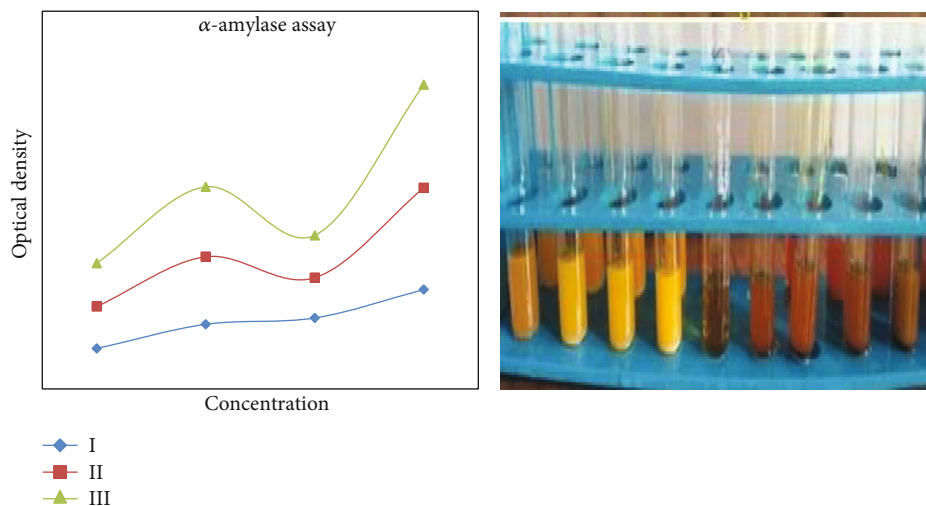 α-amylase assay
Optical density
Concentration
I
II
III